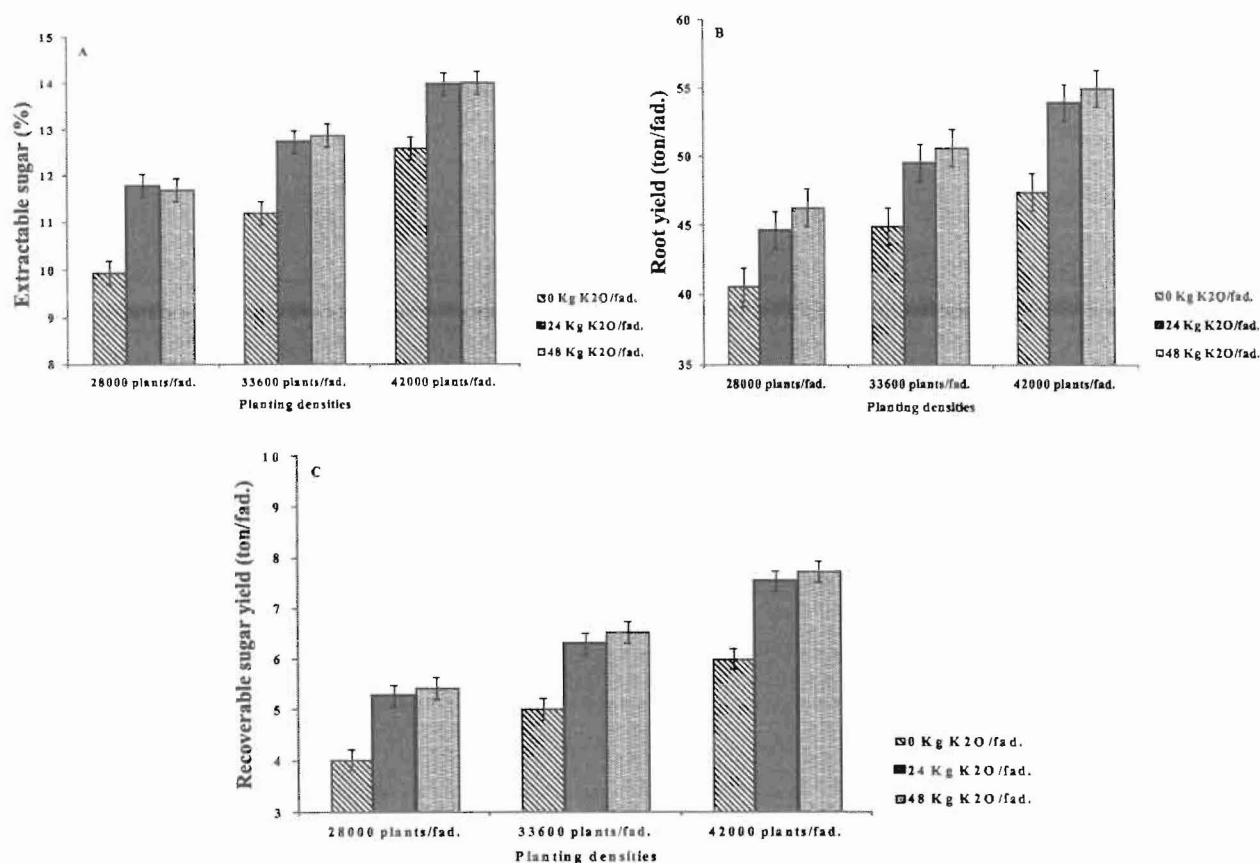 A
Extractable sugar (%)
15
14
13
12
11
10
9
8
28000 plants/fad.
33600 plants/fad.
42000 plants/fad.
Planting densities
0 Kg K2O/fad.
24 Kg K2O/fad.
48 Kg K2O/fad.
B
Root yield (ton/fad.)
60
55
50
45
40
35
28000 plants/fad.
33600 plants/fad.
42000 plants/fad.
Planting densities
0 Kg K2O/fad.
24 Kg K2O/fad.
48 Kg K2O/fad.
C
Recoverable sugar yield (ton/fad.)
10
9
8
7
6
5
4
3
28000 plants/fad.
33600 plants/fad.
42000 plants/fad.
Planting densities
0 Kg K2O/fad.
24 Kg K2O/fad.
48 Kg K2O/fad.